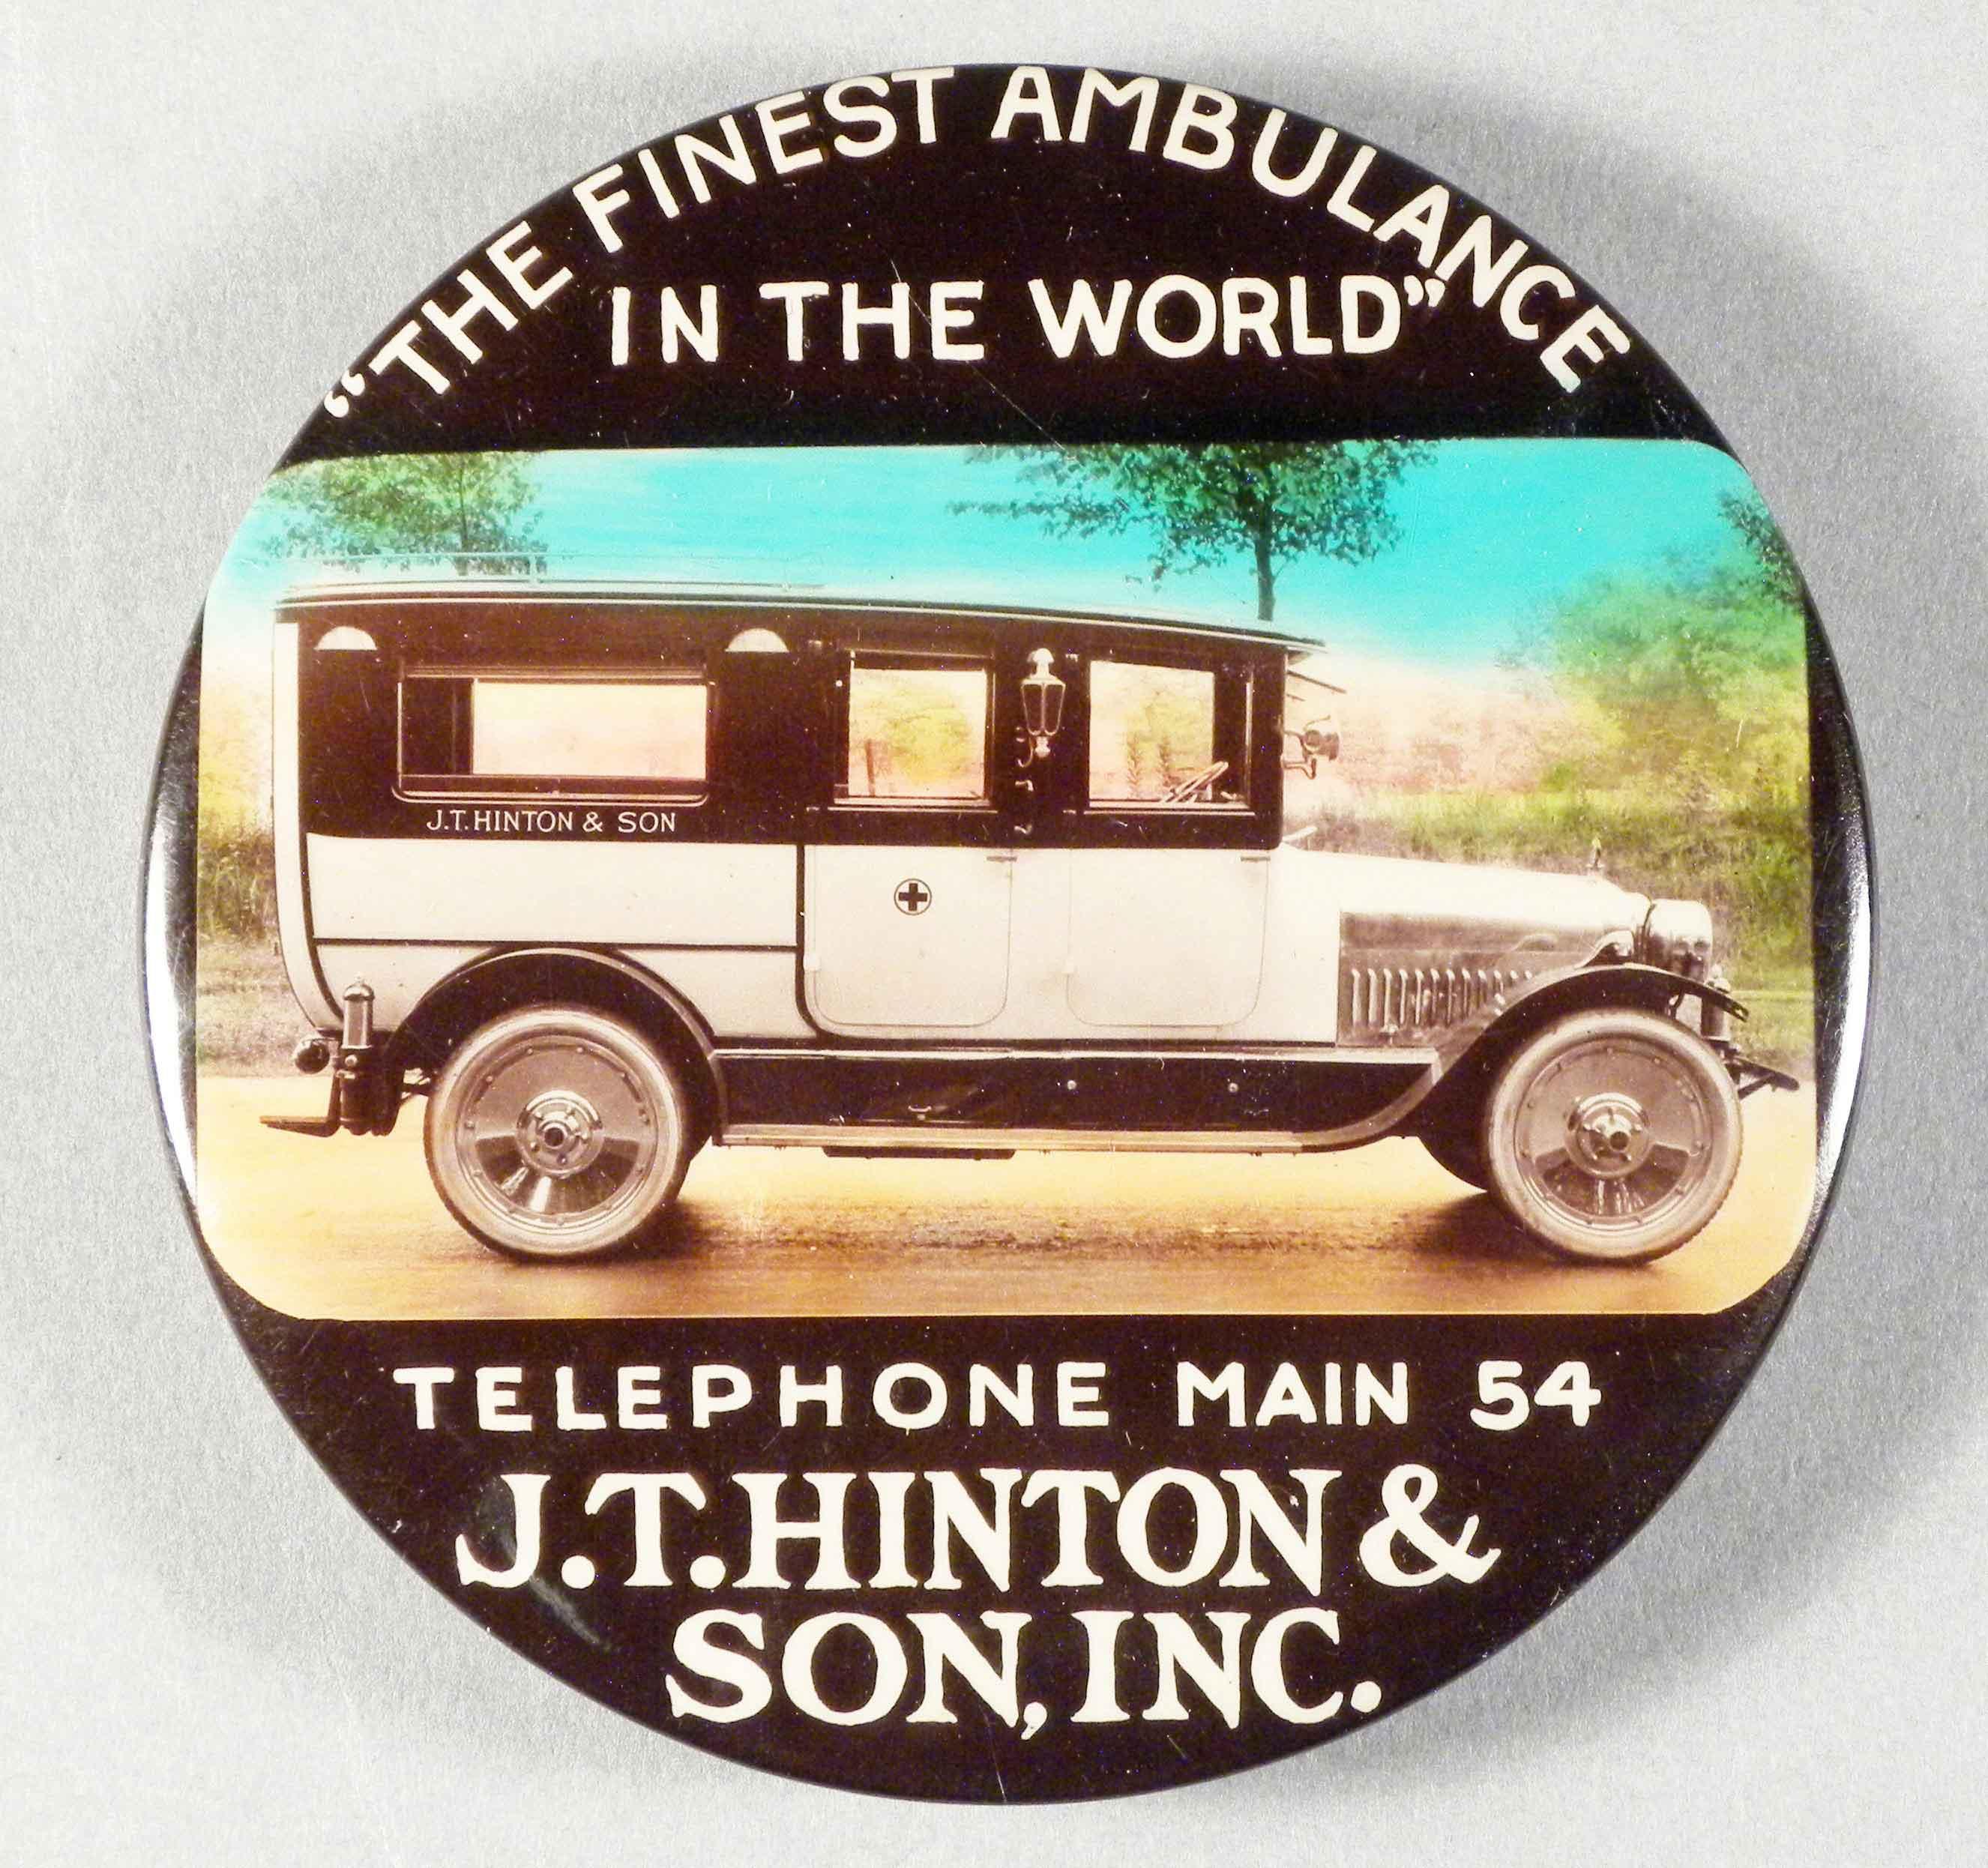 “THE FINEST AMBULANCE
IN THE WORLD”
J.T. HINTON & SON
TELEPHONE MAIN 54
J.T. HINTON &
SON, INC.